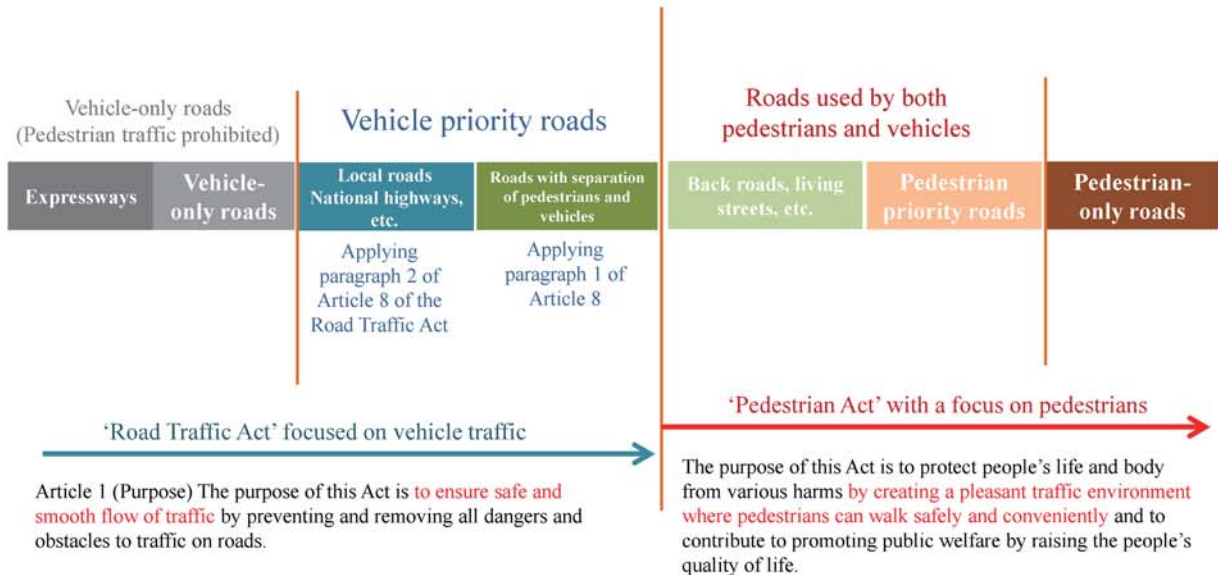 Vehicle-only roads
(Pedestrian traffic prohibited)
Vehicle priority roads
Roads used by both
pedestrians and vehicles
Expressways
Vehicle-
only roads
Local roads
National highways,
etc.
Roads with separation
of pedestrians and
vehicles
Back roads, living
streets, etc.
Pedestrian
priority roads
Pedestrian-
only roads
Applying
paragraph 2 of
Article 8 of the
Road Traffic Act
Applying
paragraph 1 of
Article 8
‘Road Traffic Act’ focused on vehicle traffic
‘Pedestrian Act’ with a focus on pedestrians
Article 1 (Purpose) The purpose of this Act is to ensure safe and
smooth flow of traffic by preventing and removing all dangers and
obstacles to traffic on roads.
The purpose of this Act is to protect people’s life and body
from various harms by creating a pleasant traffic environment
where pedestrians can walk safely and conveniently and to
contribute to promoting public welfare by raising the people’s
quality of life.